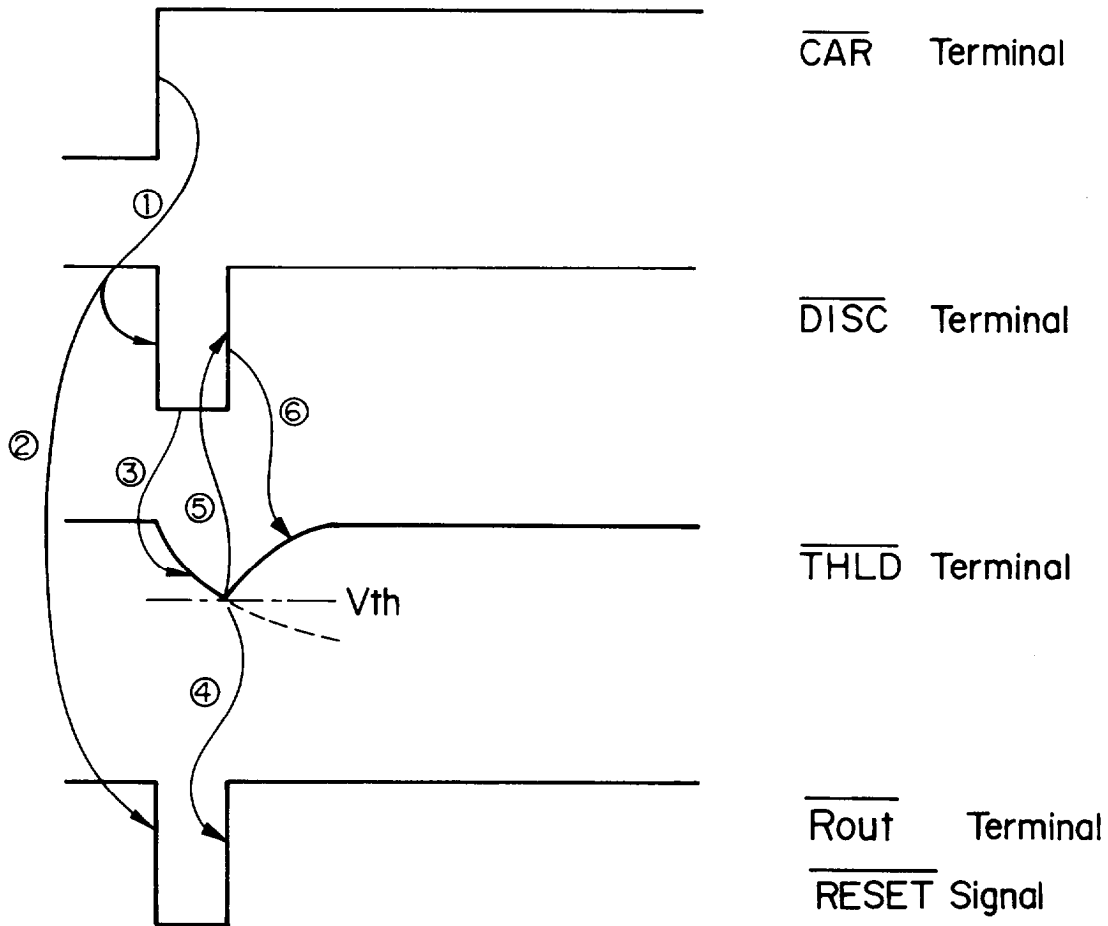 CAR Terminal
①
DISC Terminal
②
③
⑤
⑥
THLD Terminal
Vth
④
Rout Terminal
RESET Signal